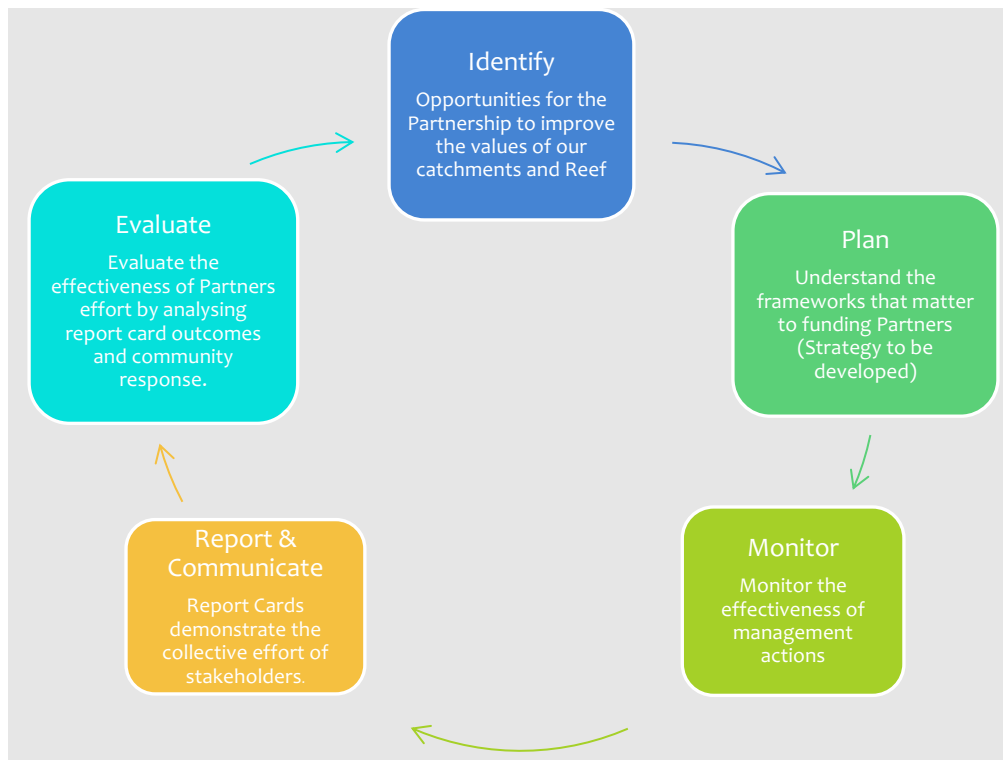 Identify
Opportunities for the
Partnership to improve
the values of our
catchments and Reef
Plan
Understand the
frameworks that matter
to funding Partners
(Strategy to be
developed)
Monitor
Monitor the
effectiveness of
management
actions
Report &
Communicate
Report Cards
demonstrate the
collective effort of
stakeholders.
Evaluate
Evaluate the
effectiveness of Partners
effort by analysing
report card outcomes
and community
response.